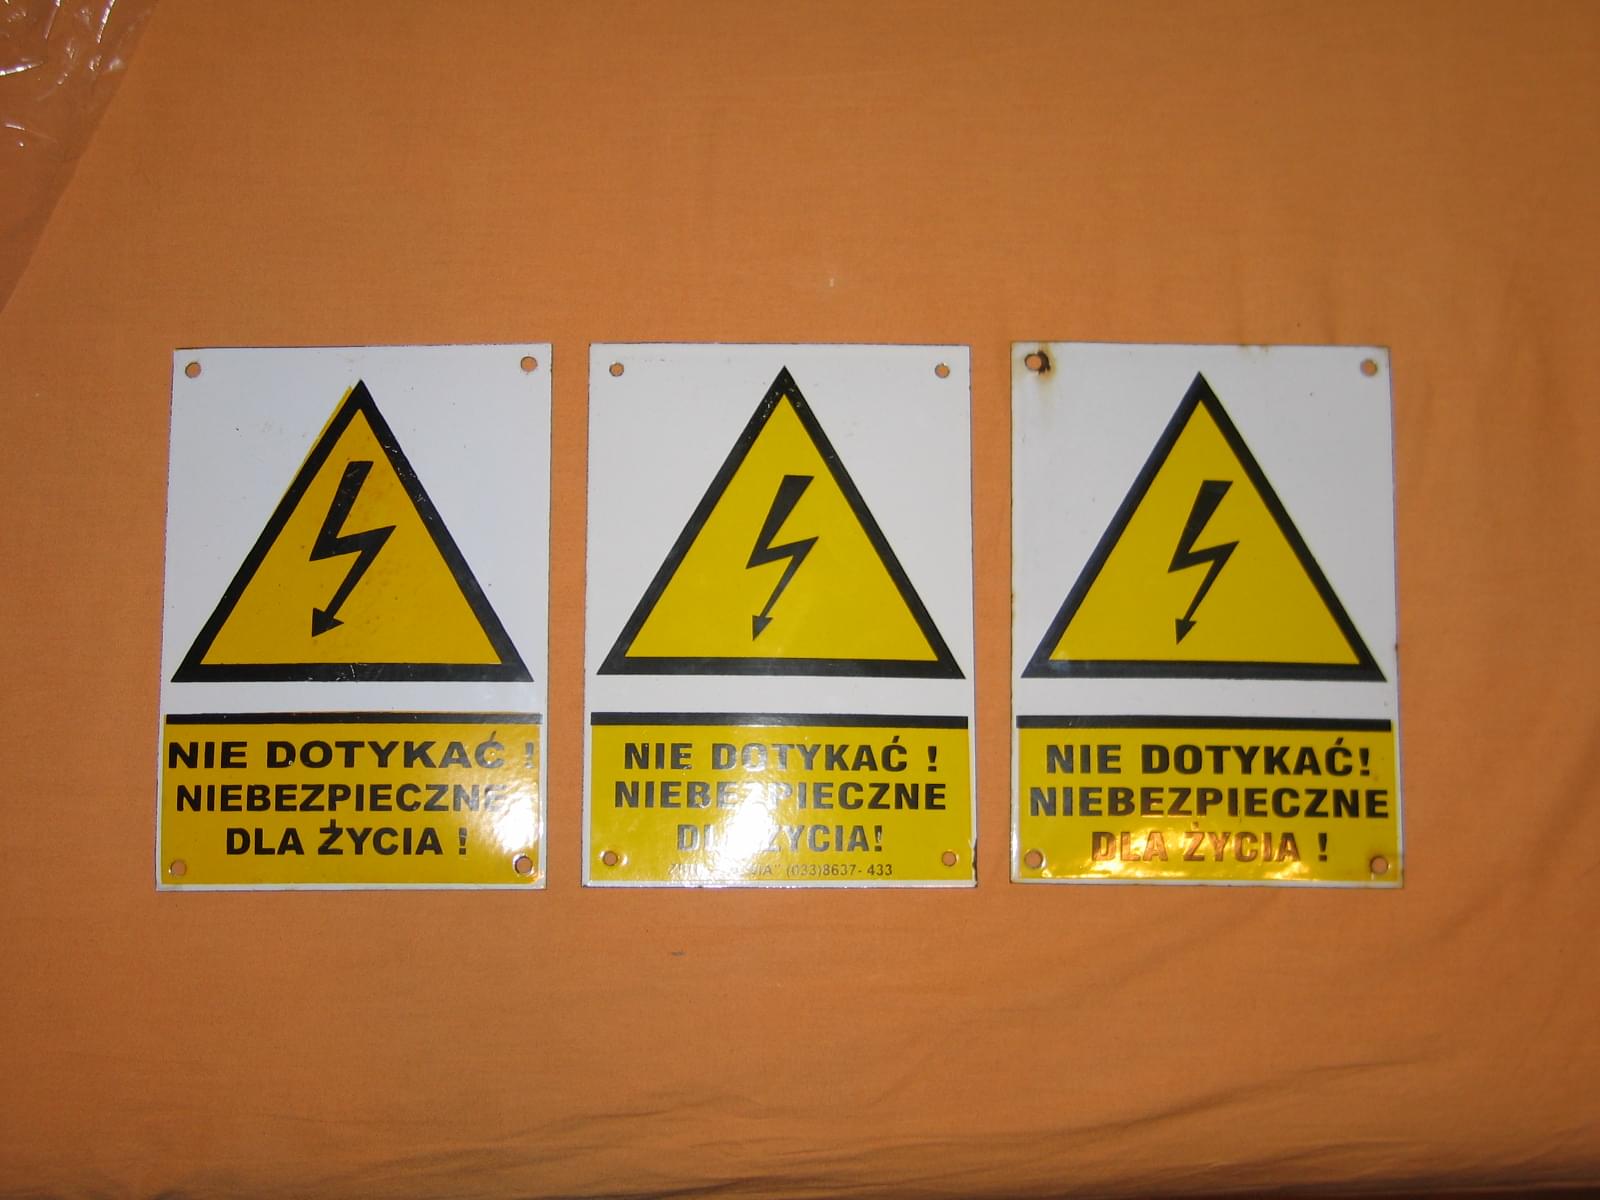 NIE DOTYKAĆ !
NIEBEZPIECZNE
DLA ŻYCIA !
NIE DOTYKAĆ !
NIEBEZPIECZNE
DLA ŻYCIA!
(033)8637- 433
NIE DOTYKAĆ!
NIEBEZPIECZNE
DLA ŻYCIA !